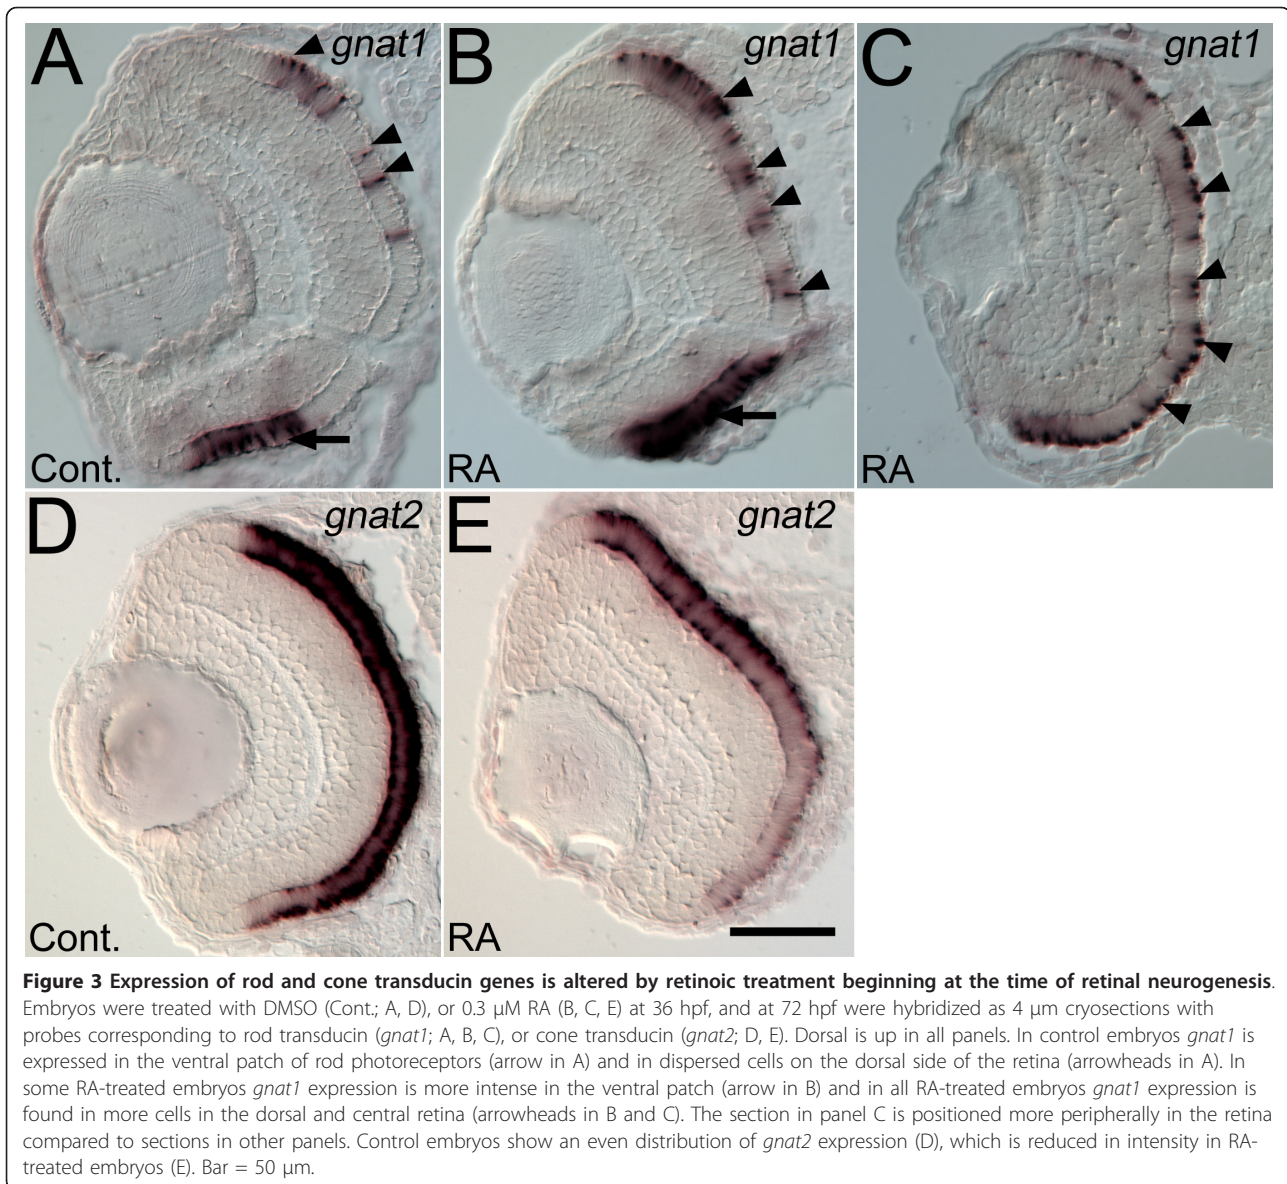 A gnat1
B gnat1
C gnat1
Cont.
RA
RA
D gnat2
E gnat2
Cont.
RA
Figure 3 Expression of rod and cone transducin genes is altered by retinoic treatment beginning at the time of retinal neurogenesis.
Embryos were treated with DMSO (Cont.; A, D), or 0.3 μM RA (B, C, E) at 36 hpf, and at 72 hpf were hybridized as 4 μm cryosections with
probes corresponding to rod transducin (gnat1; A, B, C), or cone transducin (gnat2; D, E). Dorsal is up in all panels. In control embryos gnat1 is
expressed in the ventral patch of rod photoreceptors (arrow in A) and in dispersed cells on the dorsal side of the retina (arrowheads in A). In
some RA-treated embryos gnat1 expression is more intense in the ventral patch (arrow in B) and in all RA-treated embryos gnat1 expression is
found in more cells in the dorsal and central retina (arrowheads in B and C). The section in panel C is positioned more peripherally in the retina
compared to sections in other panels. Control embryos show an even distribution of gnat2 expression (D), which is reduced in intensity in RA-
treated embryos (E). Bar = 50 μm.